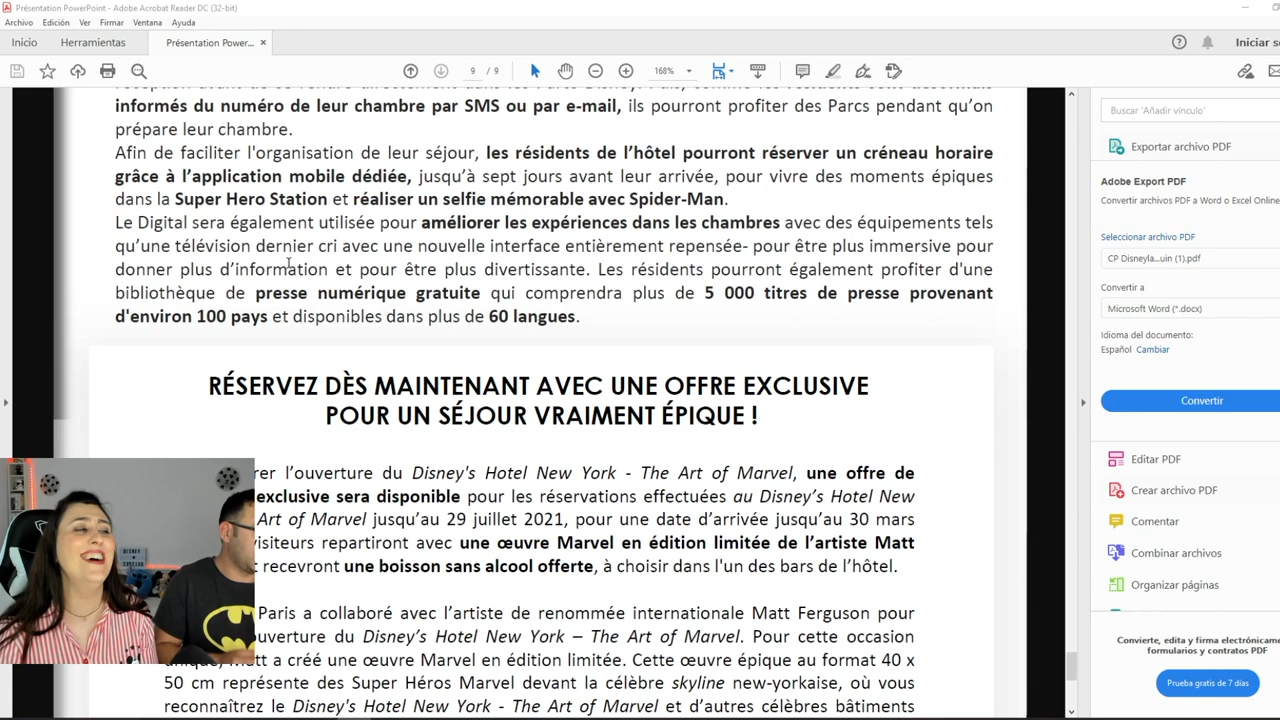 Présentation PowerPoint - Adobe Acrobat Reader DC (32-bit)
Archivo Edición Ver Firmar Ventana Ayuda
Inicio Herramientas Présentation Power... × Iniciar se
9 / 9 168%
informés du numéro de leur chambre par SMS ou par e-mail, ils pourront profiter des Parcs pendant qu'on
prépare leur chambre.
Afin de faciliter l'organisation de leur séjour, les résidents de l'hôtel pourront réserver un créneau horaire
grâce à l'application mobile dédiée, jusqu'à sept jours avant leur arrivée, pour vivre des moments épiques
dans la Super Hero Station et réaliser un selfie mémorable avec Spider-Man.
Le Digital sera également utilisée pour améliorer les expériences dans les chambres avec des équipements tels
qu'une télévision dernier cri avec une nouvelle interface entièrement repensée- pour être plus immersive pour
donner plus d'information et pour être plus divertissante. Les résidents pourront également profiter d'une
bibliothèque de presse numérique gratuite qui comprendra plus de 5 000 titres de presse provenant
d'environ 100 pays et disponibles dans plus de 60 langues.
RÉSERVEZ DÈS MAINTENANT AVEC UNE OFFRE EXCLUSIVE
POUR UN SÉJOUR VRAIMENT ÉPIQUE !
rer l'ouverture du Disney's Hotel New York - The Art of Marvel, une offre de
exclusive sera disponible pour les réservations effectuées au Disney's Hotel New
Art of Marvel jusqu'au 29 juillet 2021, pour une date d'arrivée jusqu'au 30 mars
isiteurs repartiront avec une œuvre Marvel en édition limitée de l'artiste Matt
t recevront une boisson sans alcool offerte, à choisir dans l'un des bars de l'hôtel.
Paris a collaboré avec l'artiste de renommée internationale Matt Ferguson pour
ouverture du Disney's Hotel New York – The Art of Marvel. Pour cette occasion
a créé une œuvre Marvel en édition limitée. Cette œuvre épique au format 40 x
50 cm représente des Super Héros Marvel devant la célèbre skyline new-yorkaise, où vous
reconnaîtrez le Disney's Hotel New York - The Art of Marvel et d'autres célèbres bâtiments
Buscar 'Añadir vínculo'
Exportar archivo PDF
Adobe Export PDF
Convertir archivos PDF a Word o Excel Online
Seleccionar archivo PDF
CP Disneyla...uin (1).pdf
Convertir a
Microsoft Word (*.docx)
Idioma del documento:
Español Cambiar
Convertir
Editar PDF
Crear archivo PDF
Comentar
Combinar archivos
Organizar páginas
Convierte, edita y firma electrónicame
formularios y contratos PDF
Prueba gratis de 7 días